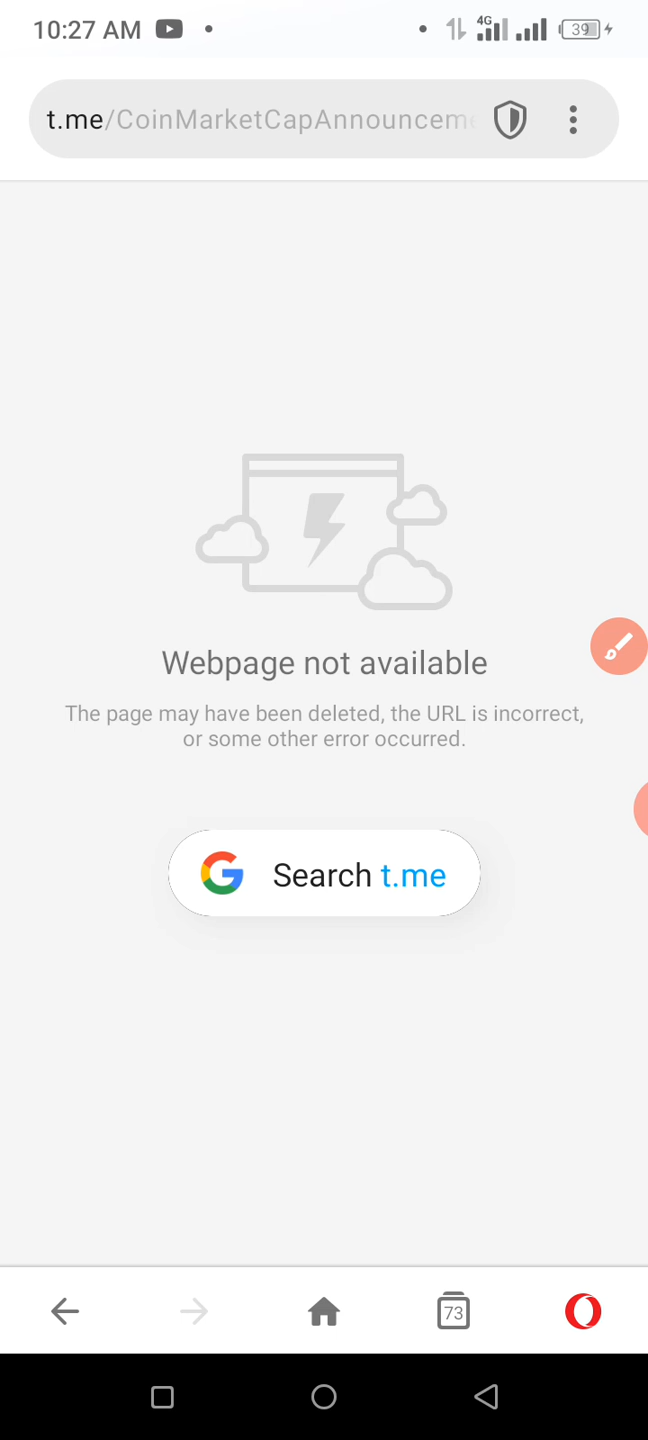 10:27 AM
4G
39
t.me/CoinMarketCapAnnounceme
Webpage not available
The page may have been deleted, the URL is incorrect,
or some other error occurred.
Search t.me
73